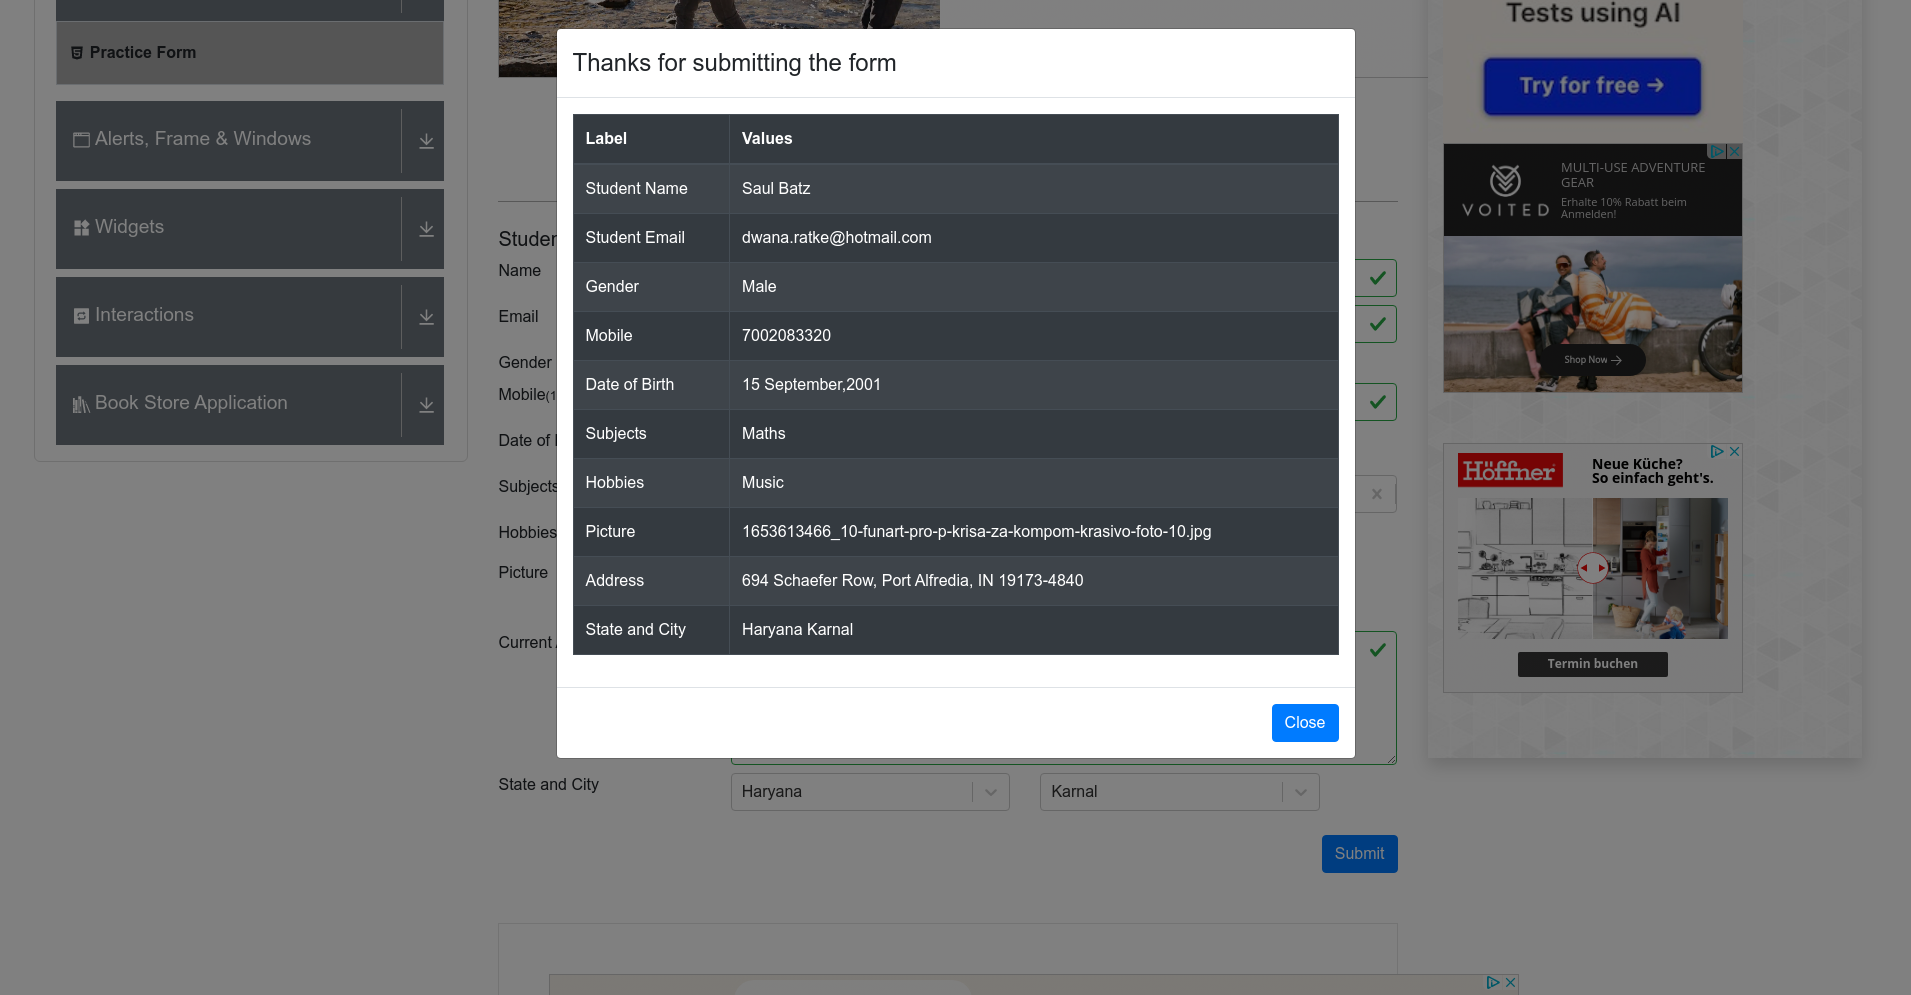 Practice Form
Alerts, Frame & Windows
Widgets
Interactions
Book Store Application
Thanks for submitting the form
Label Values
Student Name Saul Batz
Student Email dwana.ratke@hotmail.com
Gender Male
Mobile 7002083320
Date of Birth 15 September,2001
Subjects Maths
Hobbies Music
Picture 1653613466_10-funart-pro-p-krisa-za-kompom-krasivo-foto-10.jpg
Address 694 Schaefer Row, Port Alfredia, IN 19173-4840
State and City Haryana Karnal
Close
Studen
Name
Email
Gender
Mobile(1
Date of
Subjects
Hobbies
Picture
Current
State and City Haryana Karnal
Submit
Tests using AI
Try for free →
VOITED
MULTI-USE ADVENTURE
GEAR
Erhalte 10% Rabatt beim
Anmelden!
Shop Now →
Höffner
Neue Küche?
So einfach geht's.
Termin buchen